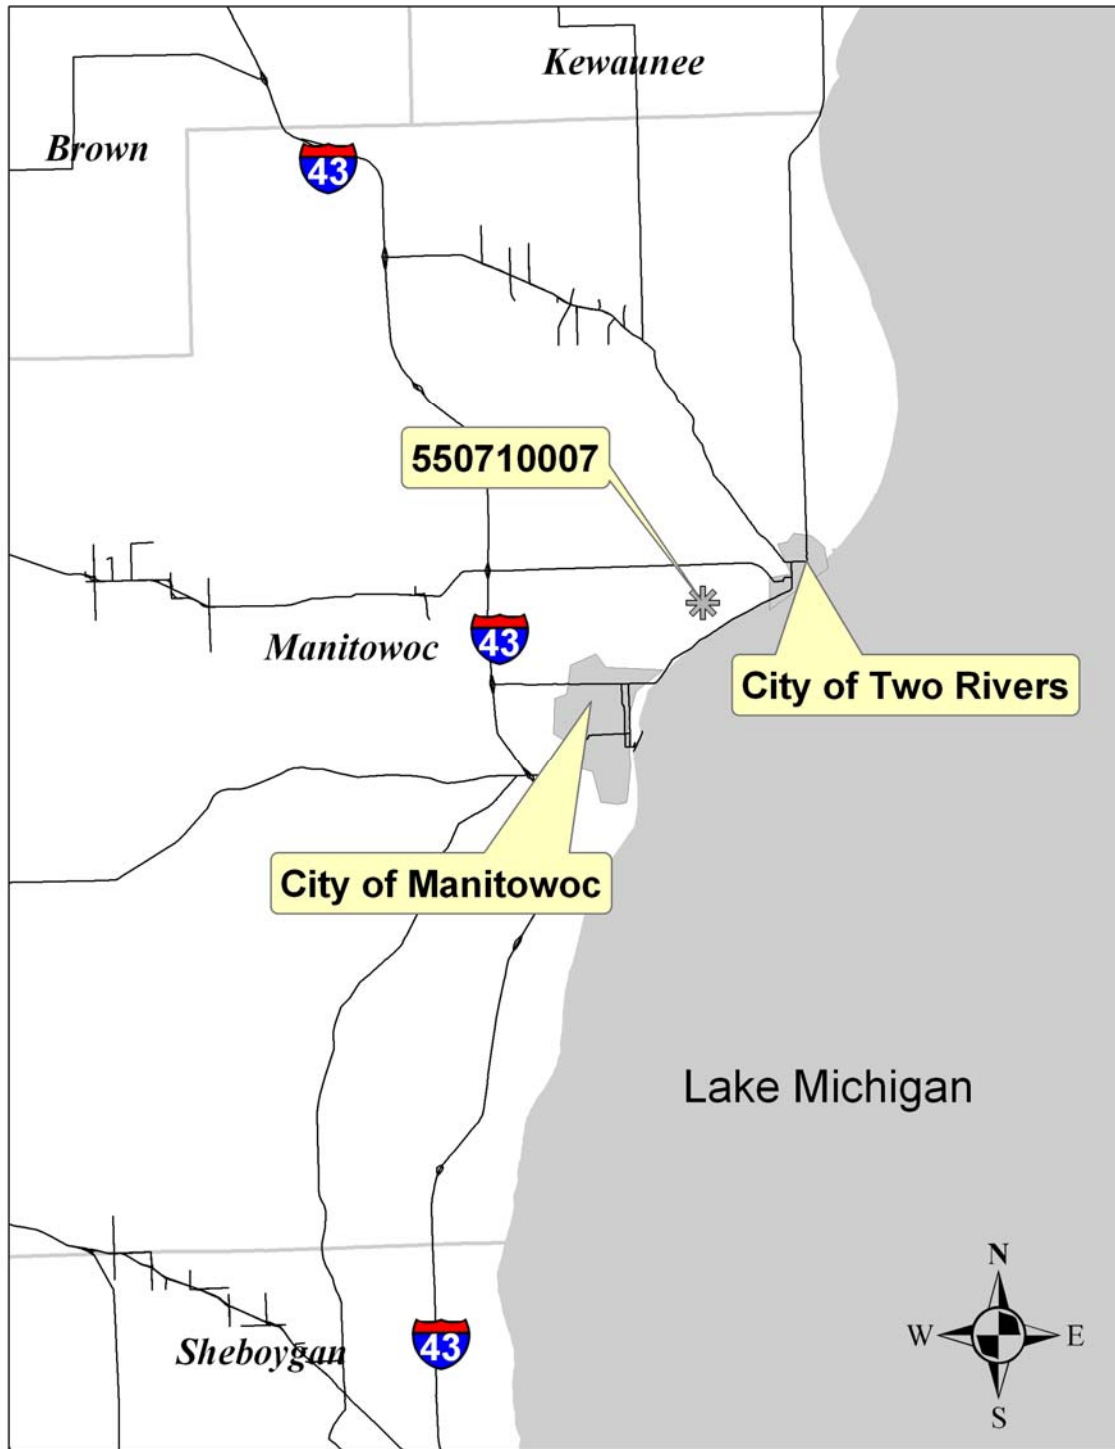 Kewaunee
Brown
43
550710007
Manitowoc
43
City of Two Rivers
City of Manitowoc
Lake Michigan
N
W
E
S
Sheboygan
43